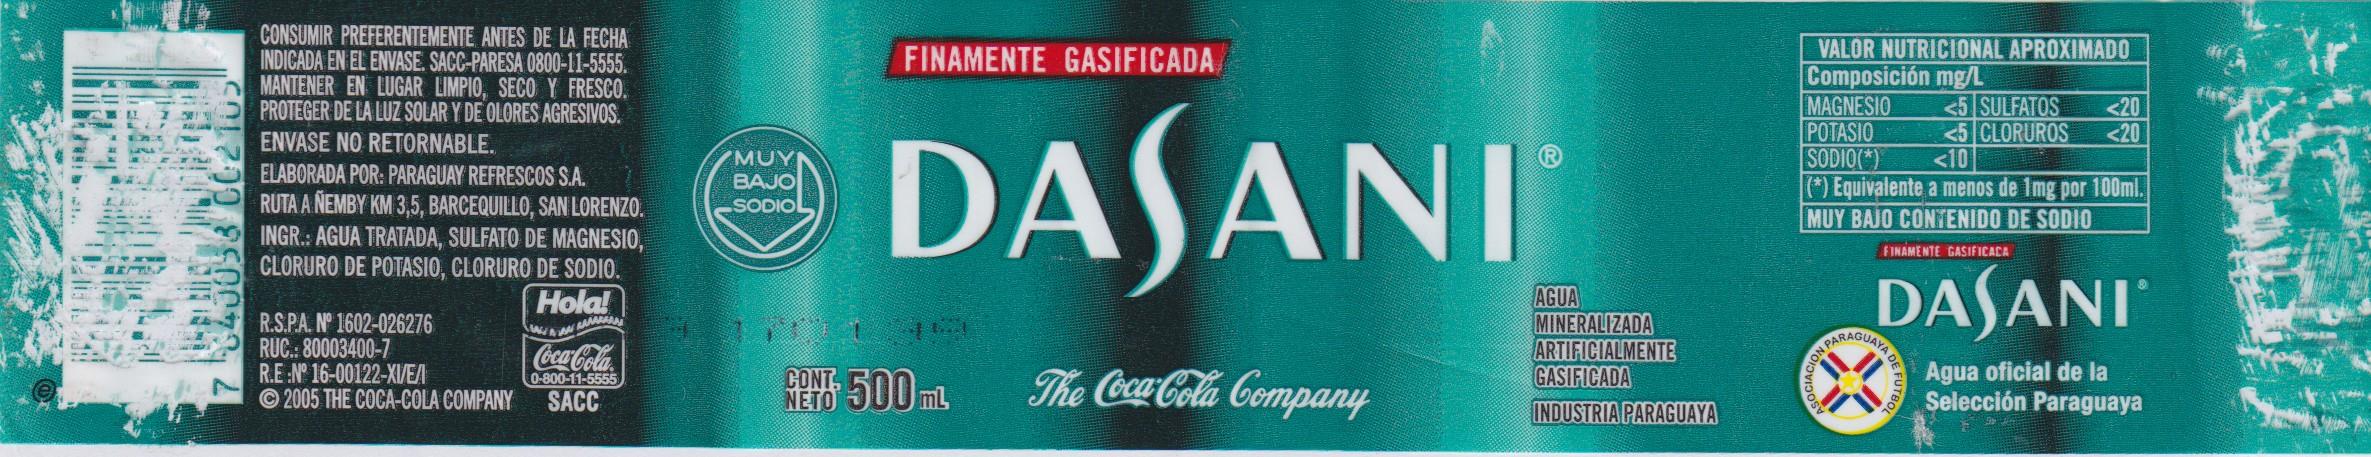 CONSUMIR PREFERENTEMENTE ANTES DE LA FECHA
INDICADA EN EL ENVASE. SACC-PARESA 0800-11-5555.
MANTENER EN LUGAR LIMPIO, SECO Y FRESCO.
PROTEGER DE LA LUZ SOLAR Y DE OLORES AGRESIVOS.
ENVASE NO RETORNABLE.
ELABORADA POR: PARAGUAY REFRESCOS S.A.
RUTA A ÑEMBY KM 3,5, BARCEQUILLO, SAN LORENZO.
INGR.: AGUA TRATADA, SULFATO DE MAGNESIO,
CLORURO DE POTASIO, CLORURO DE SODIO.
R.S.P.A. Nº 1602-026276
RUC.: 80003400-7
R.E :Nº 16-00122-XI/E/I
© 2005 THE COCA-COLA COMPANY
Hola!
Coca-Cola.
0-800-11-5555
SACC
MUY
BAJO
SODIO
FINAMENTE GASIFICADA
DASANI®
CONT. NETO 500 mL
The Coca-Cola Company
AGUA
MINERALIZADA
ARTIFICIALMENTE
GASIFICADA
INDUSTRIA PARAGUAYA
VALOR NUTRICIONAL APROXIMADO
Composición mg/L
MAGNESIO <5 SULFATOS <20
POTASIO <5 CLORUROS <20
SODIO(*) <10
(*) Equivalente a menos de 1mg por 100ml.
MUY BAJO CONTENIDO DE SODIO
FINAMENTE GASIFICADA
DASANI®
ASOCIACION PARAGUAYA DE FUTBOL
Agua oficial de la
Selección Paraguaya